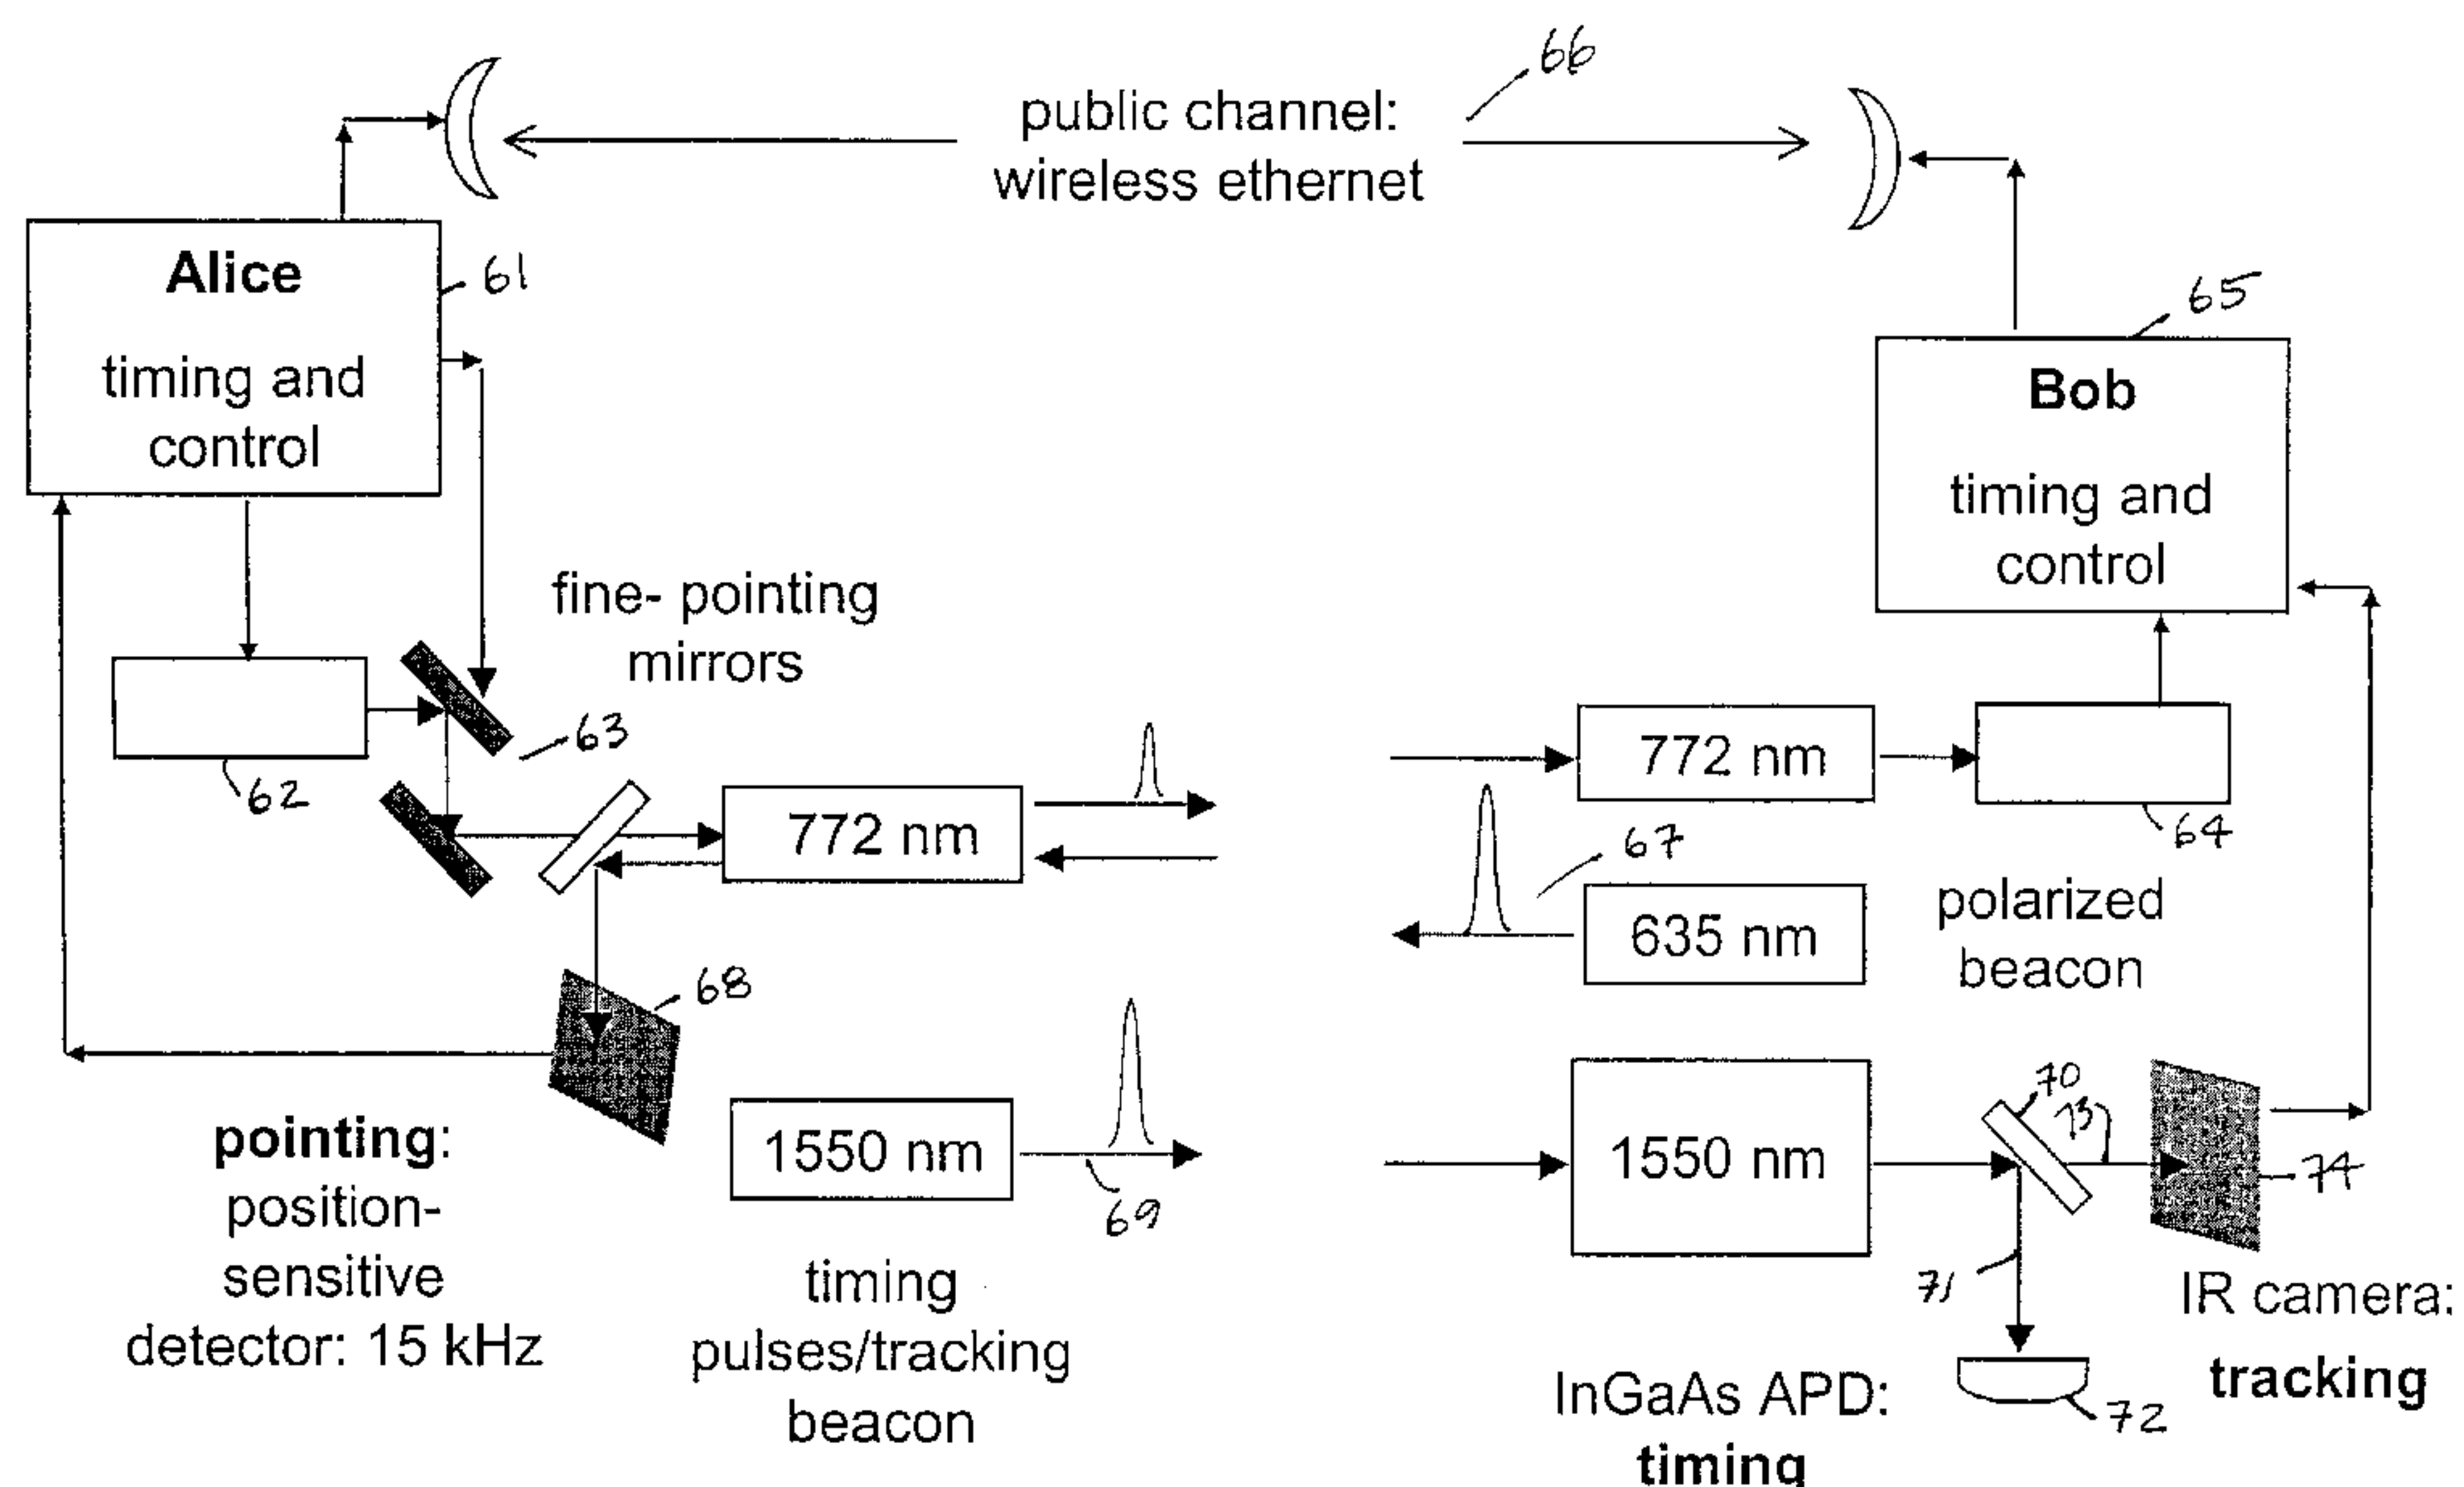 66
public channel:
wireless ethernet
Alice
timing and
control
61
65
Bob
timing and
control
fine- pointing
mirrors
63
62
772 nm
772 nm
64
67
635 nm
polarized
beacon
68
pointing:
position-
sensitive
detector: 15 kHz
1550 nm
69
timing
pulses/tracking
beacon
1550 nm
70
73
74
71
72
InGaAs APD:
timing
IR camera:
tracking